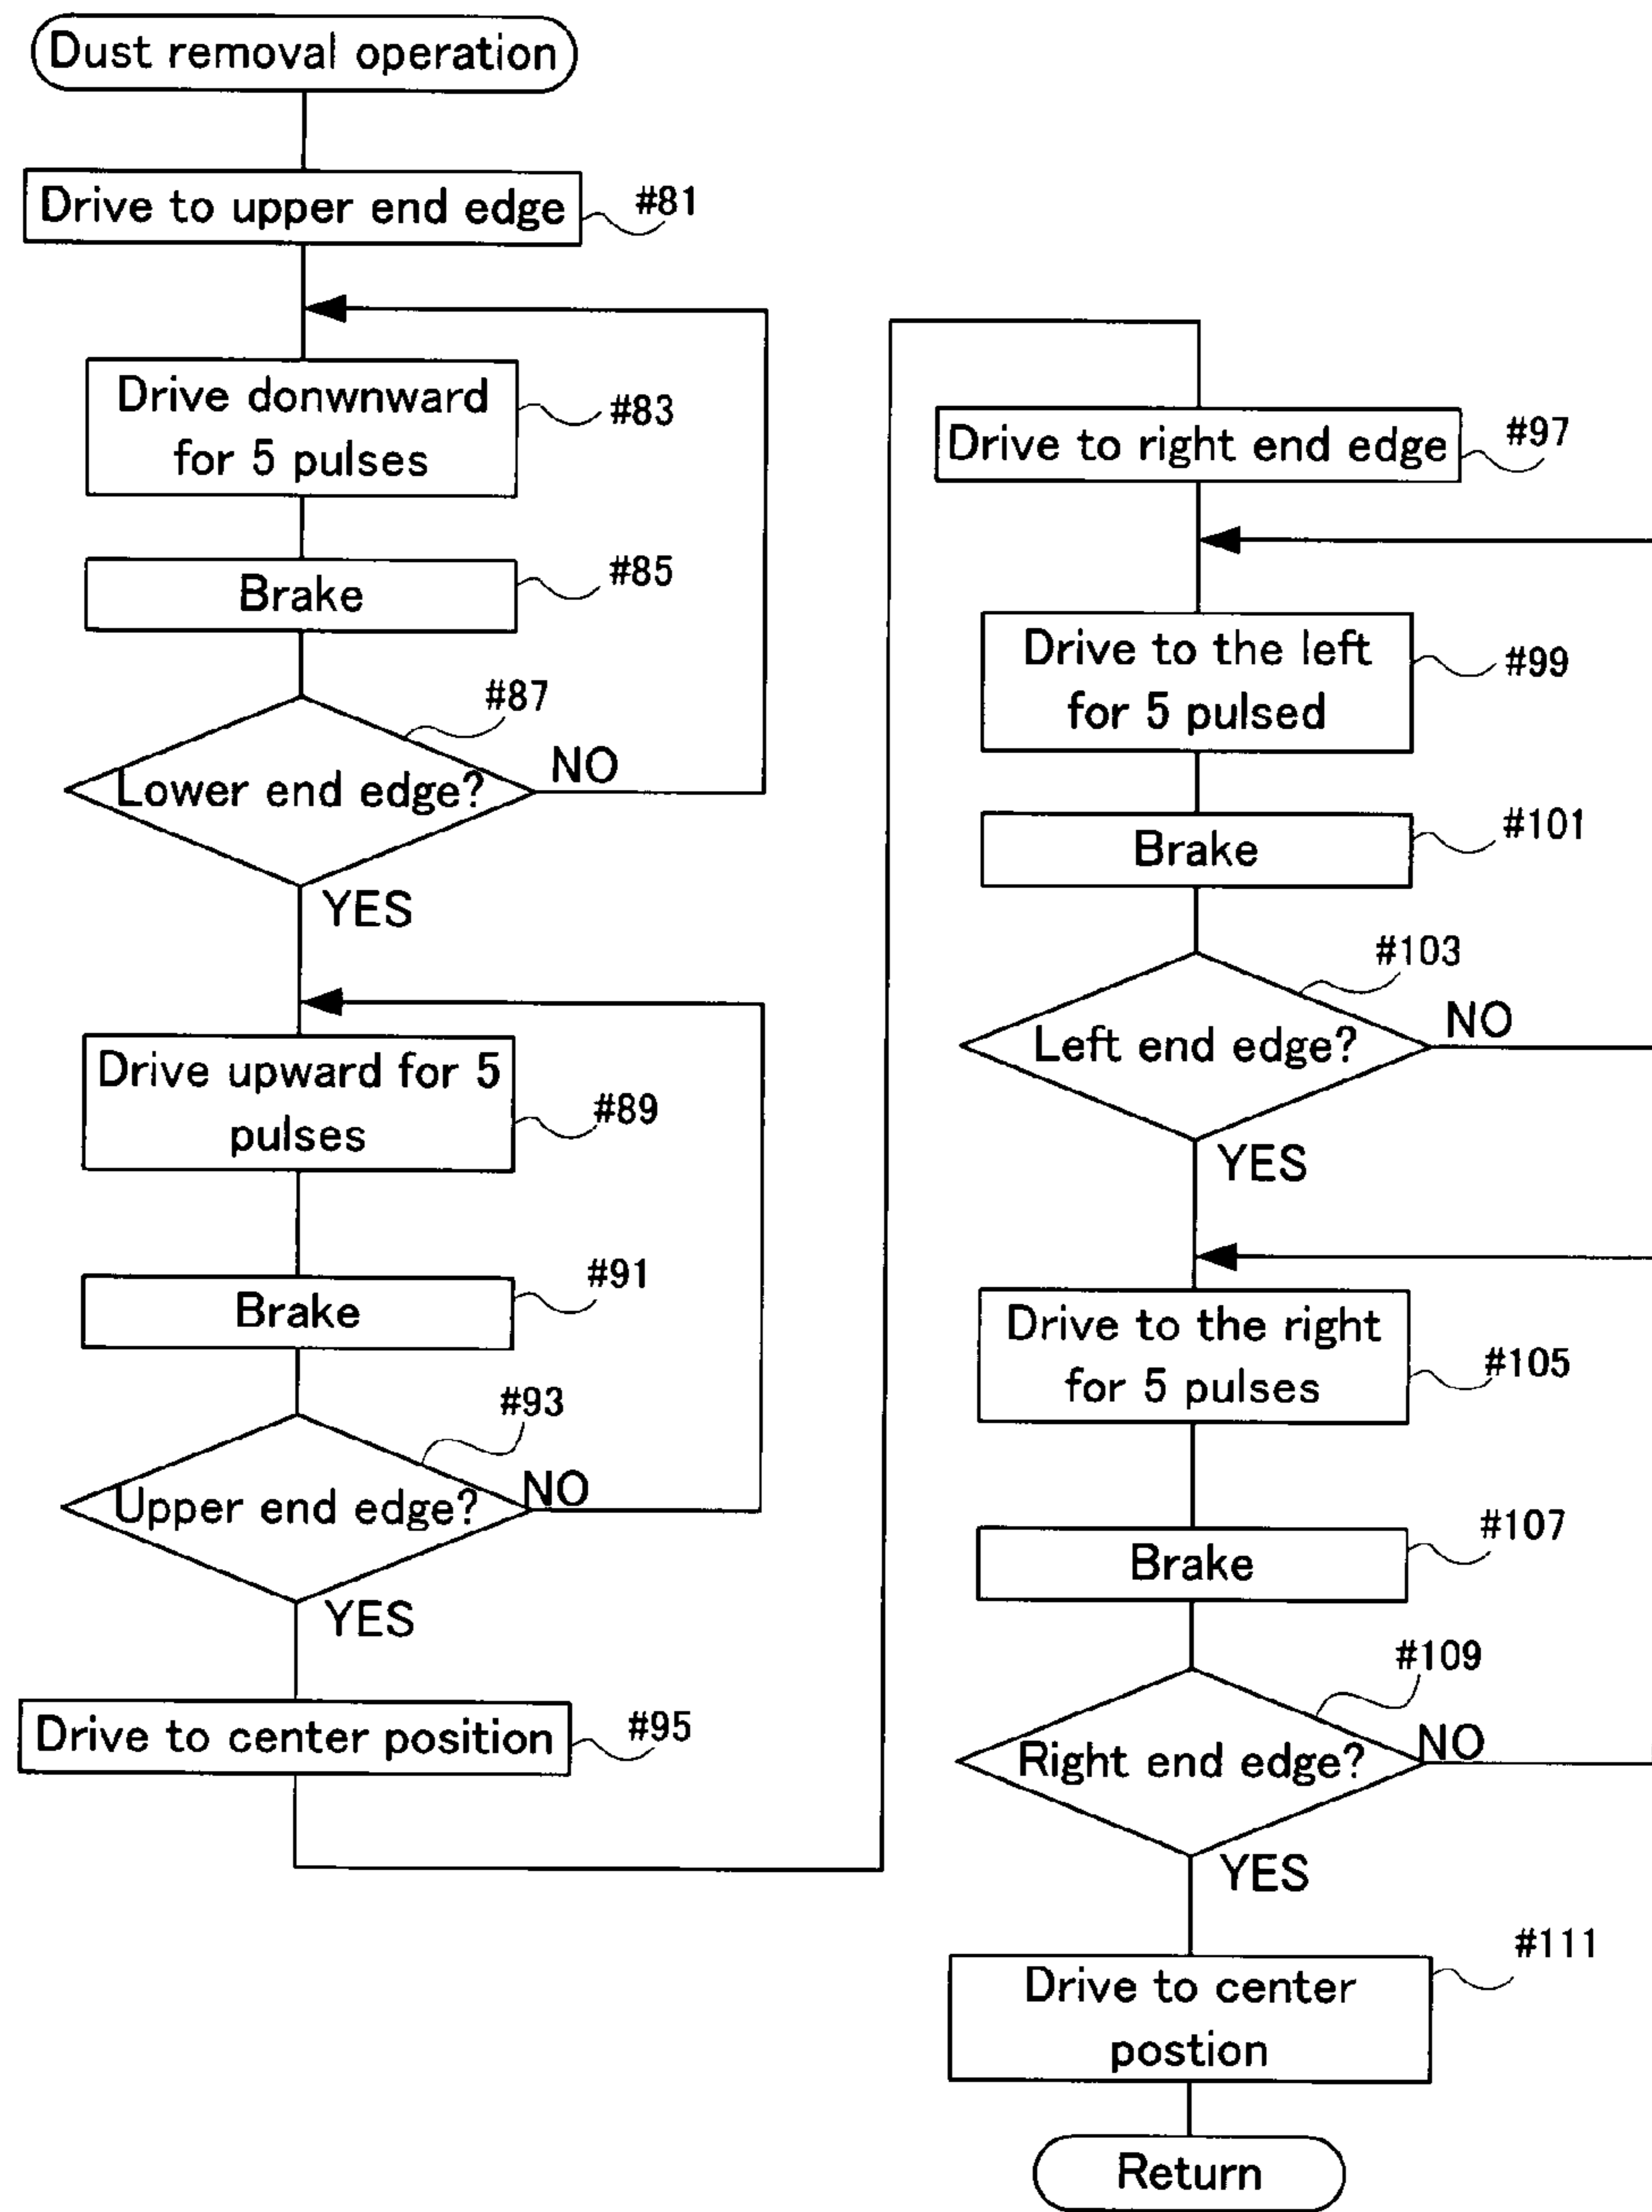 Dust removal operation
Drive to upper end edge
#81
Drive donwnward
for 5 pulses
#83
Brake
#85
#87
Lower end edge?
NO
YES
Drive upward for 5
pulses
#89
Brake
#91
#93
Upper end edge?
NO
YES
Drive to center position
#95
Drive to right end edge
#97
Drive to the left
for 5 pulsed
#99
Brake
#101
#103
Left end edge?
NO
YES
Drive to the right
for 5 pulses
#105
Brake
#107
#109
Right end edge?
NO
YES
Drive to center
postion
#111
Return